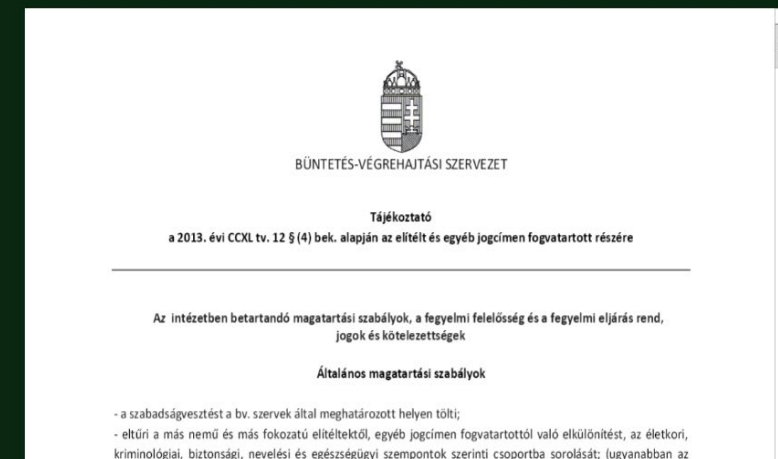 BÜNTETÉS-VÉGREHAJTÁSI SZERVEZET
Tájékoztató
a 2013. évi CCXL tv. 12 § (4) bek. alapján az elítélt és egyéb jogcímen fogvatartott részére
Az intézetben betartandó magatartási szabályok, a fegyelmi felelősség és a fegyelmi eljárás rend,
jogok és kötelezettségek
Általános magatartási szabályok
- a szabadságvesztést a bv. szervek által meghatározott helyen tölti;
- eltűri a más nemű és más fokozatú elítéltektől, egyéb jogcímen fogvatartottól való elkülönítést, az életkori,
kriminológiai, biztonsági, nevelési és egészségügyi szempontok szerinti csoportba sorolását; (ugyanabban az